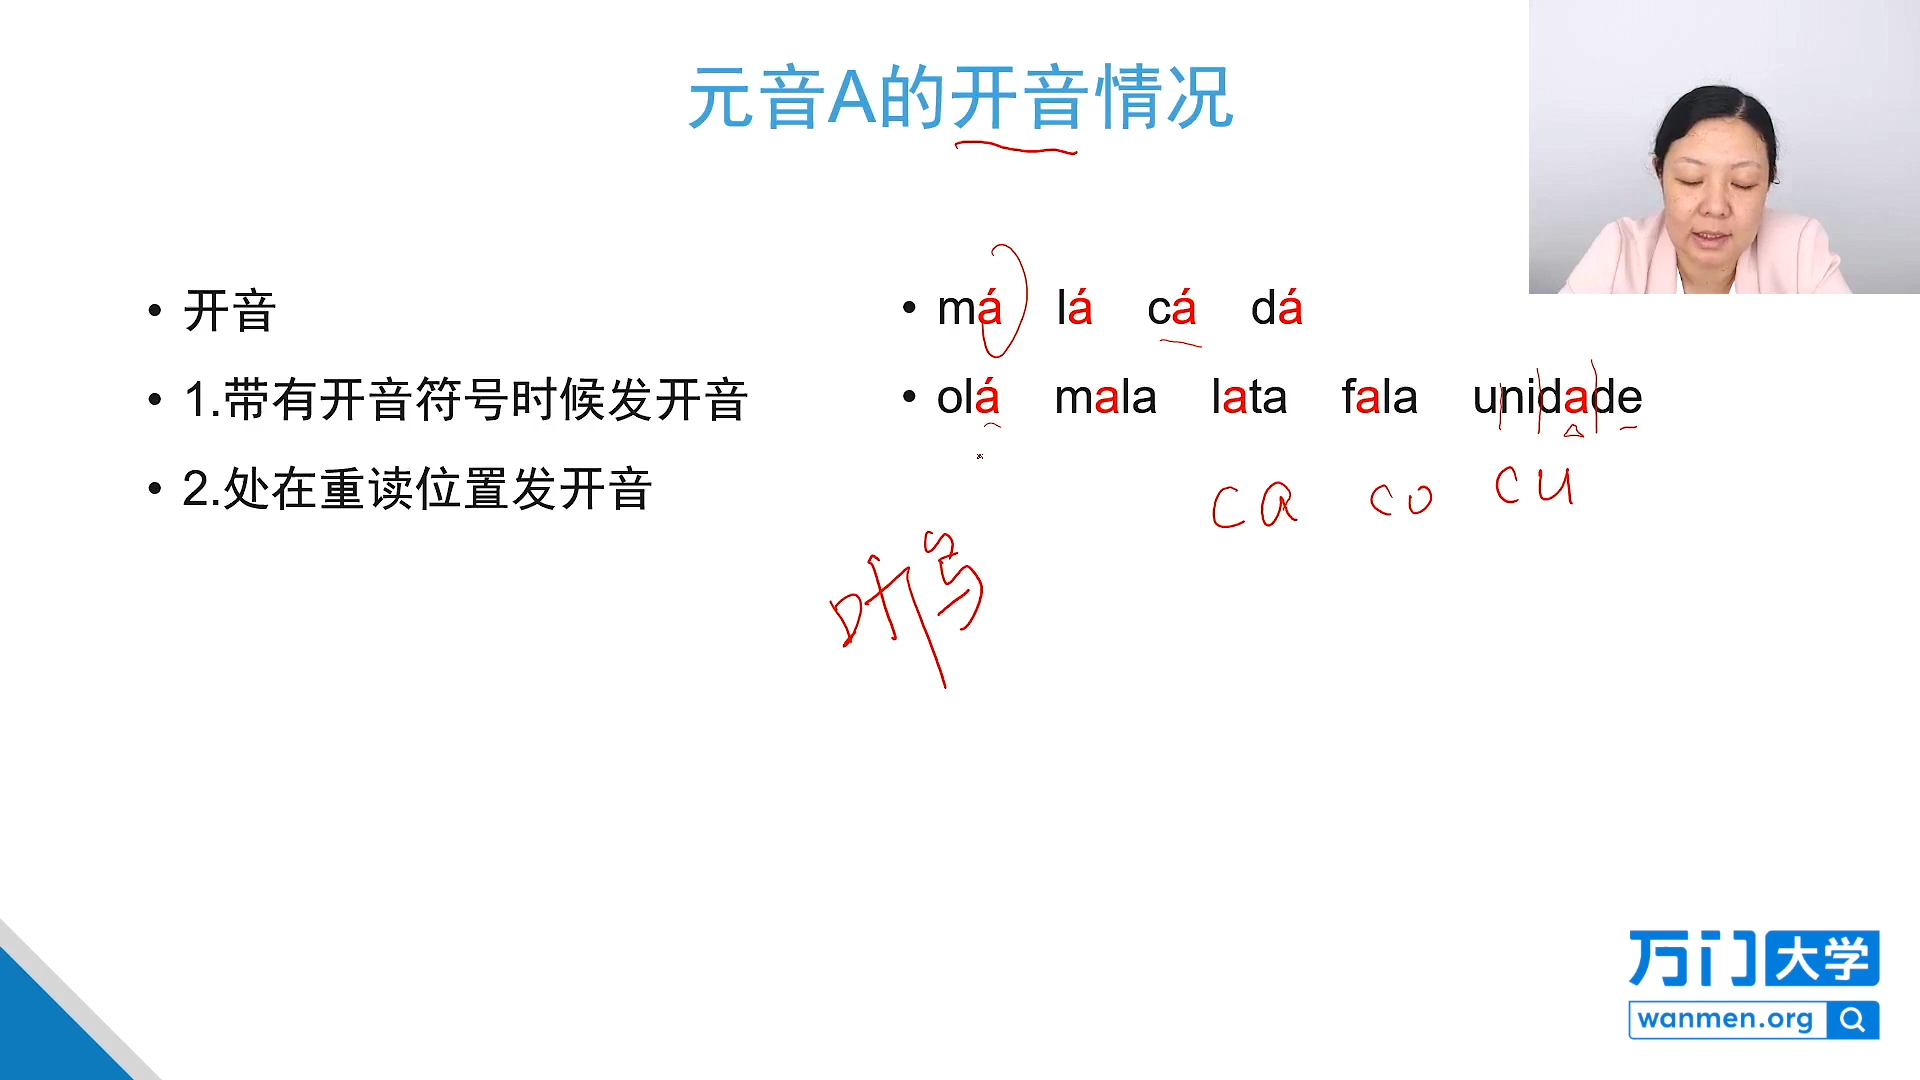 元音A的开音情况
• 开音
• 1.带有开音符号时候发开音
• 2.处在重读位置发开音
• má lá cá dá
• olá mala lata fala unidade
ca co cu
听写
万门大学
wanmen.org